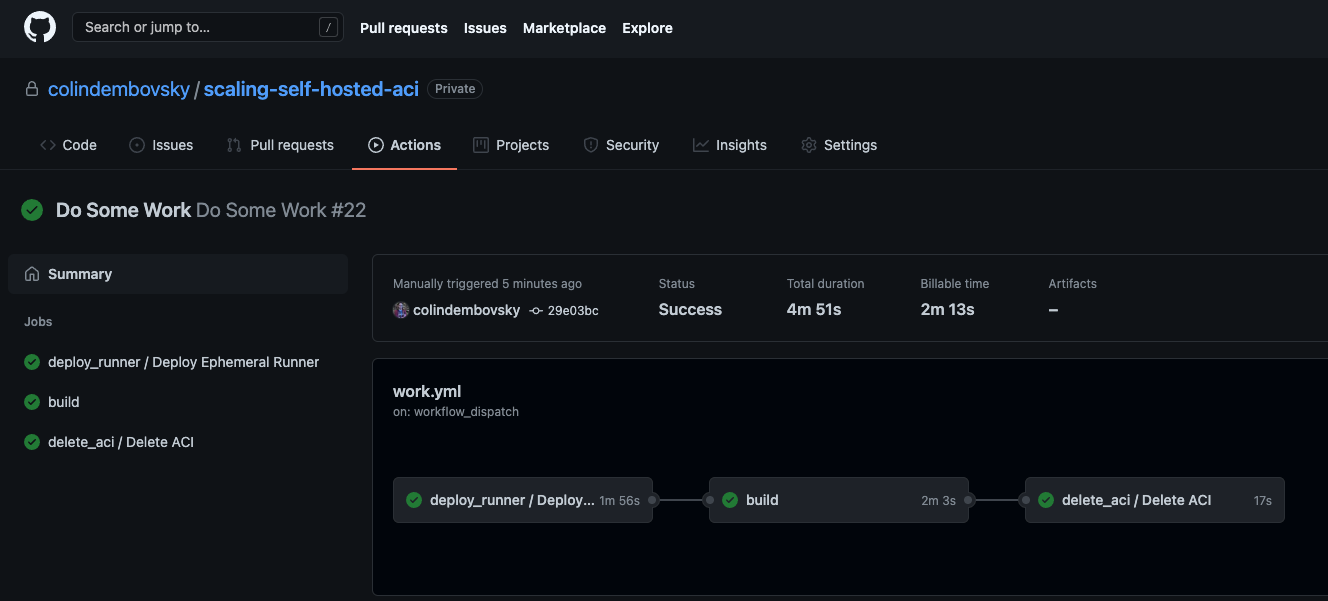 Search or jump to... /
Pull requests Issues Marketplace Explore
colindembovsky / scaling-self-hosted-aci Private
Code Issues Pull requests Actions Projects Security Insights Settings
Do Some Work Do Some Work #22
Summary
Jobs
deploy_runner / Deploy Ephemeral Runner
build
delete_aci / Delete ACI
Manually triggered 5 minutes ago
colindembovsky 29e03bc
Status
Success
Total duration
4m 51s
Billable time
2m 13s
Artifacts
–
work.yml
on: workflow_dispatch
deploy_runner / Deploy... 1m 56s
build 2m 3s
delete_aci / Delete ACI 17s